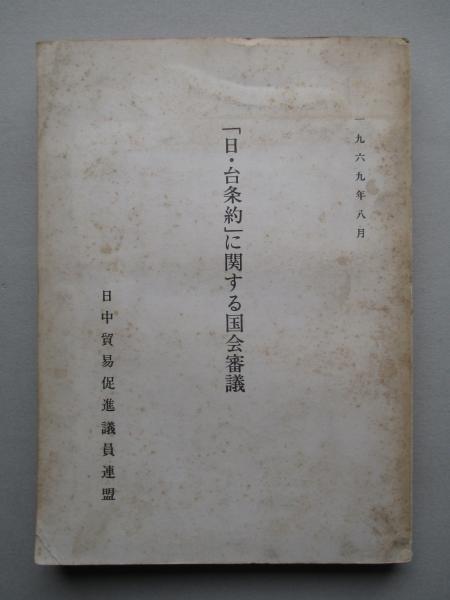 一九六九年八月
「日・台条約」に関する国会審議
日中貿易促進議員連盟